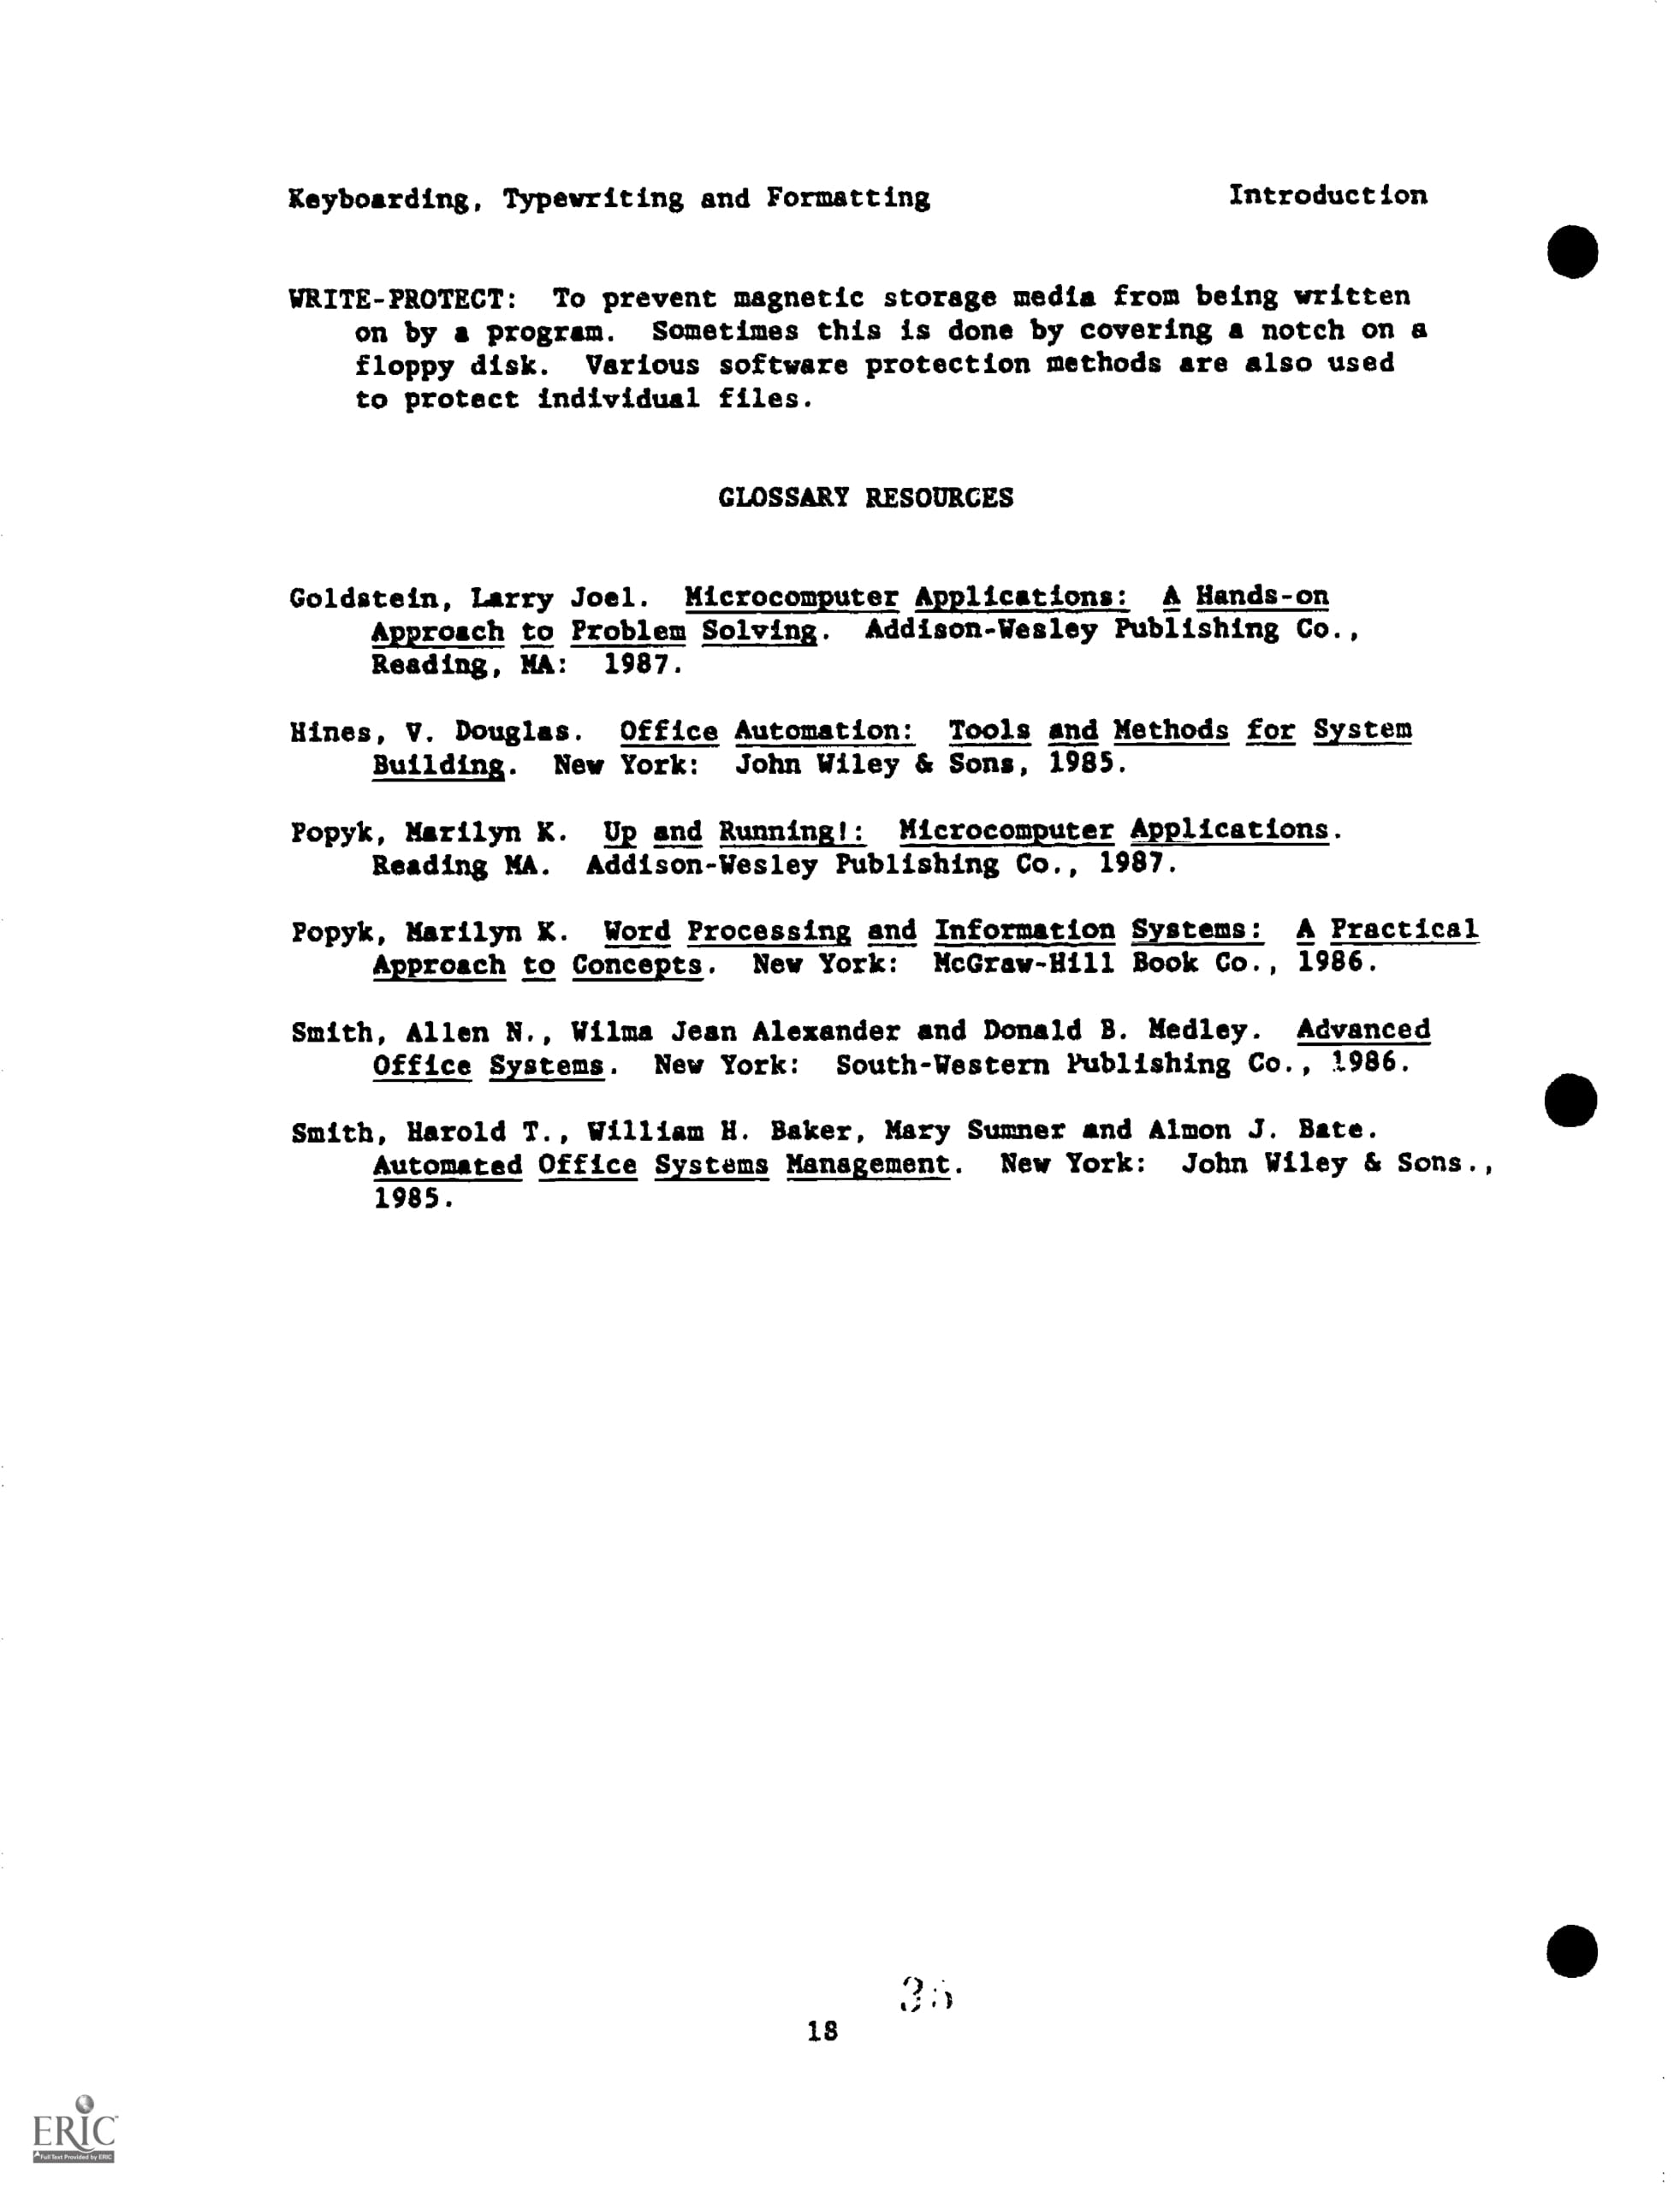 Keyboarding, Typewriting and Formatting Introduction
WRITE-PROTECT: To prevent magnetic storage media from being written
on by a program. Sometimes this is done by covering a notch on a
floppy disk. Various software protection methods are also used
to protect individual files.
GLOSSARY RESOURCES
Goldstein, Larry Joel. Microcomputer Applications: A Hands-on
Approach to Problem Solving. Addison-Wesley Publishing Co.,
Reading, MA: 1987.
Hines, V. Douglas. Office Automation: Tools and Methods for System
Building. New York: John Wiley & Sons, 1985.
Popyk, Marilyn K. Up and Running!: Microcomputer Applications.
Reading MA. Addison-Wesley Publishing Co., 1987.
Popyk, Marilyn K. Word Processing and Information Systems: A Practical
Approach to Concepts. New York: McGraw-Hill Book Co., 1986.
Smith, Allen N., Wilma Jean Alexander and Donald B. Medley. Advanced
Office Systems. New York: South-Western Publishing Co., 1986.
Smith, Harold T., William H. Baker, Mary Sumner and Almon J. Bate.
Automated Office Systems Management. New York: John Wiley & Sons.,
1985.
18
ERIC
Full Text Provided by ERIC